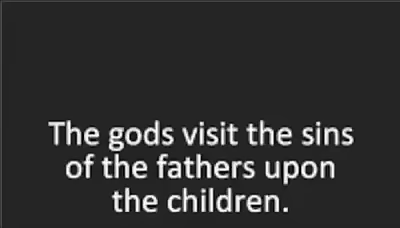 The gods visit the sins
of the fathers upon
the children.